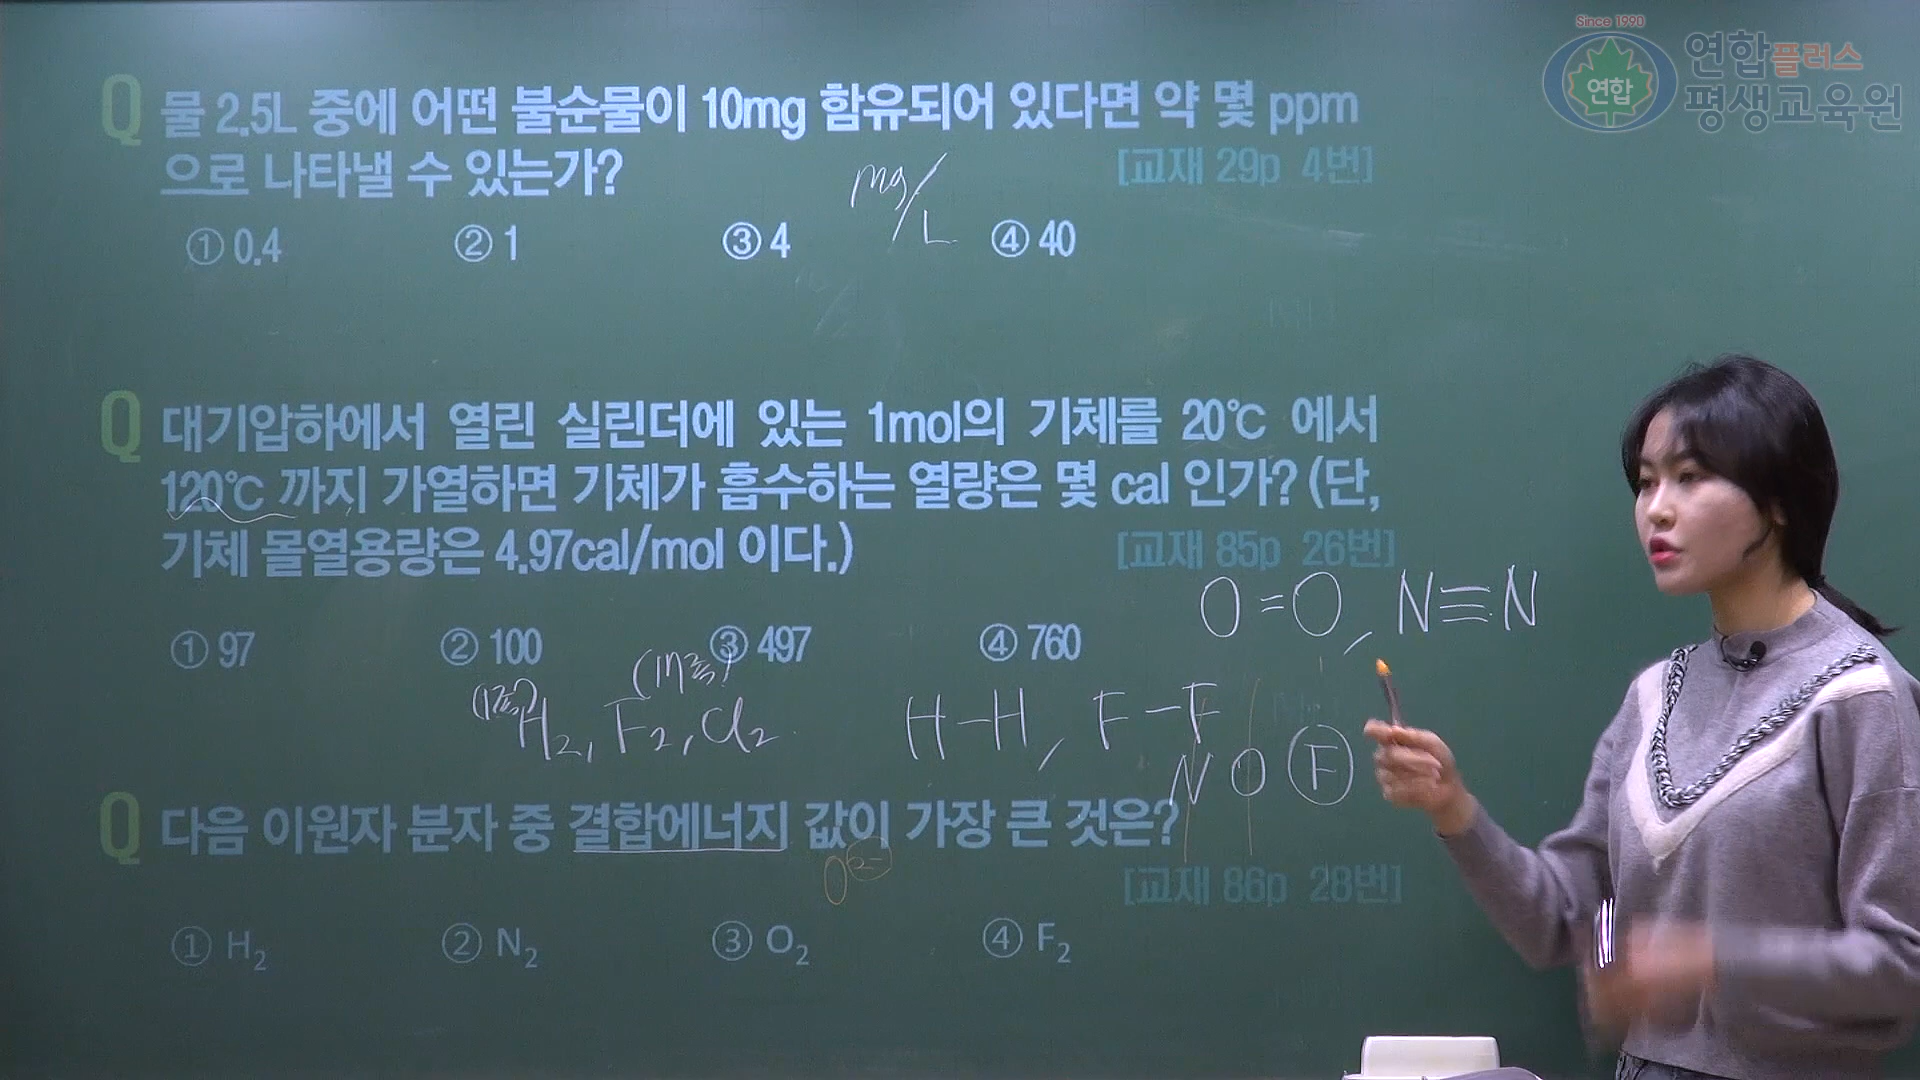 Since 1990
연합
연합플러스
평생교육원
Q 물 2.5L 중에 어떤 불순물이 10mg 함유되어 있다면 약 몇 ppm
으로 나타낼 수 있는가?
[교재 29p 4번]
mg/L
① 0.4 ② 1 ③ 4 ④ 40
Q 대기압하에서 열린 실린더에 있는 1mol의 기체를 20℃ 에서
120℃ 까지 가열하면 기체가 흡수하는 열량은 몇 cal 인가? (단,
기체 몰열용량은 4.97cal/mol 이다.)
[교재 85p 26번]
O=O, N≡N
① 97 ② 100 ③ 497 ④ 760
(1족) (17족)
H₂, F₂, Cl₂
H-H, F-F
N O F
Q 다음 이원자 분자 중 결합에너지 값이 가장 큰 것은?
O²⁻
[교재 86p 28번]
① H₂ ② N₂ ③ O₂ ④ F₂